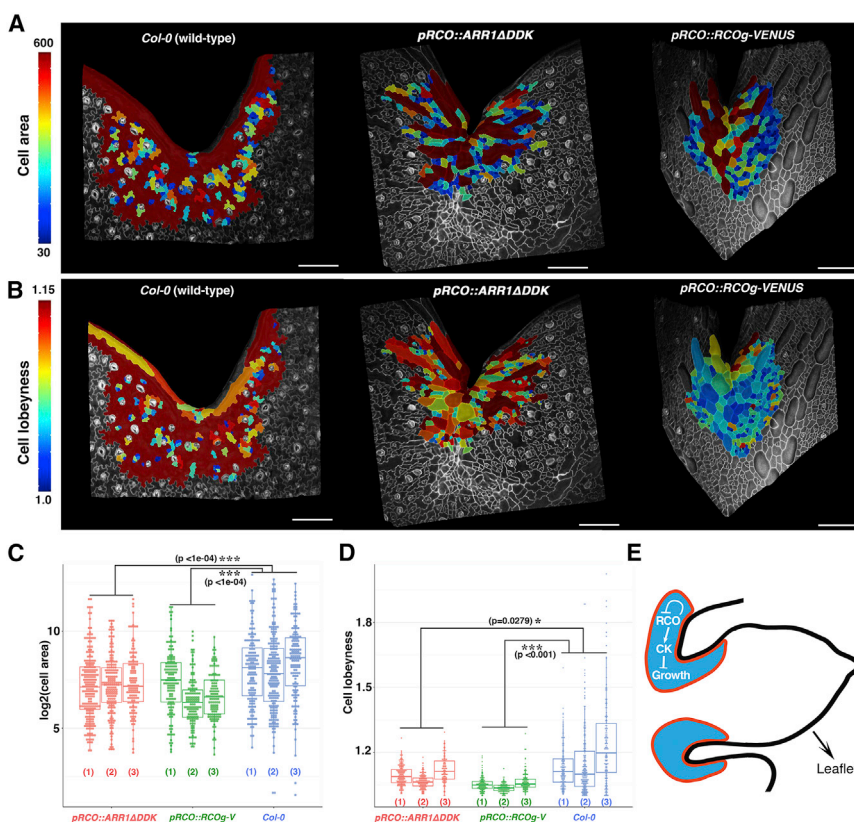 A
Col-0 (wild-type)
pRCO::ARR1ΔDDK
pRCO::RCOg-VENUS
600
Cell area
30
B
Col-0 (wild-type)
pRCO::ARR1ΔDDK
pRCO::RCOg-VENUS
1.15
Cell lobeyness
1.0
C
(p <1e-04) ***
***
(p <1e-04)
log2(cell area)
10
5
(1) (2) (3) (1) (2) (3) (1) (2) (3)
pRCO::ARR1ΔDDK pRCO::RCOg-V Col-0
D
(p=0.0279) *
***
(p <0.001)
Cell lobeyness
1.8
1.5
1.2
(1) (2) (3) (1) (2) (3) (1) (2) (3)
pRCO::ARR1ΔDDK pRCO::RCOg-V Col-0
E
RCO
CK
Growth
Leafle